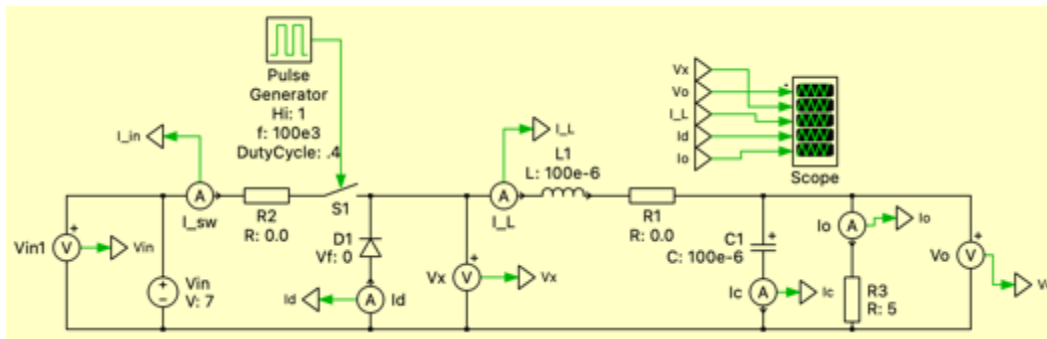 Pulse
Generator
Hi: 1
f: 100e3
DutyCycle: .4
I_in
A
I_sw
R2
R: 0.0
S1
Vin1
V
+
Vin
+
Vin
V: 7
D1
Vf: 0
Id
A
Id
Vx
V
+
Vx
A
I_L
I_L
L1
L: 100e-6
R1
R: 0.0
C1
+
C: 100e-6
Ic
A
Ic
Io
A
Io
R3
R: 5
Vo
V
+
Vx
Vo
I_L
Id
Io
Scope